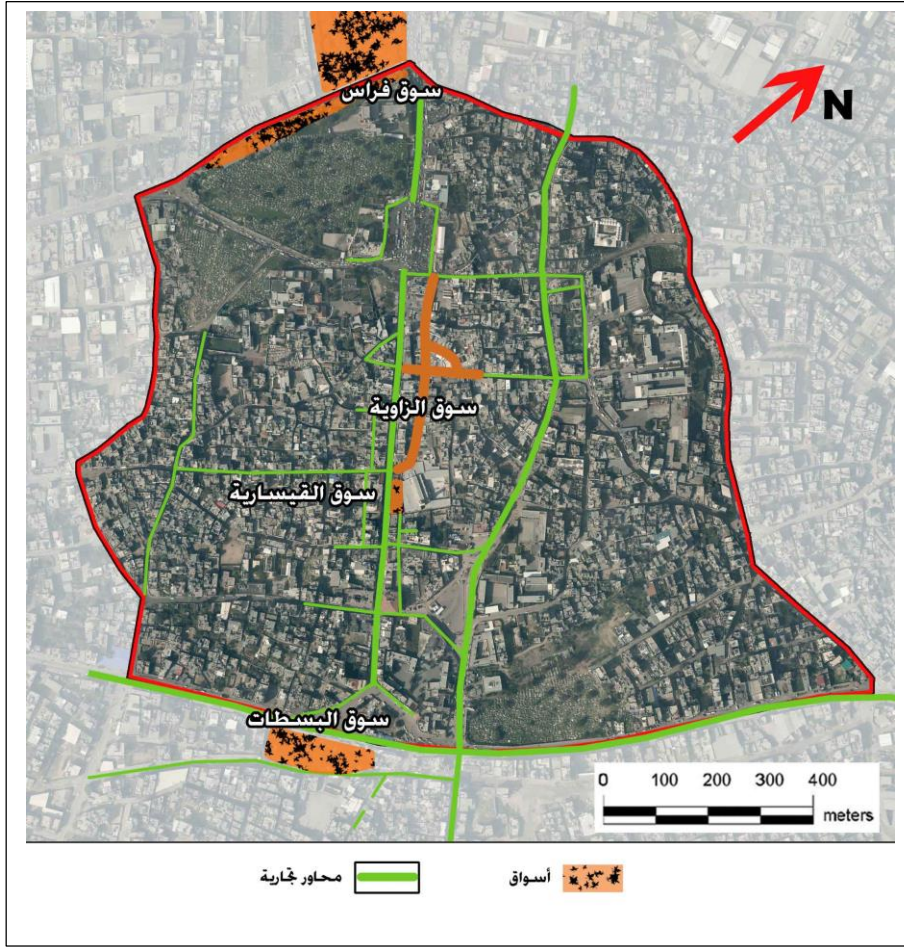 سوق فراس
N
سوق الزاوية
سوق القيسارية
سوق البسطات
0 100 200 300 400
meters
محاور تجارية
أسواق